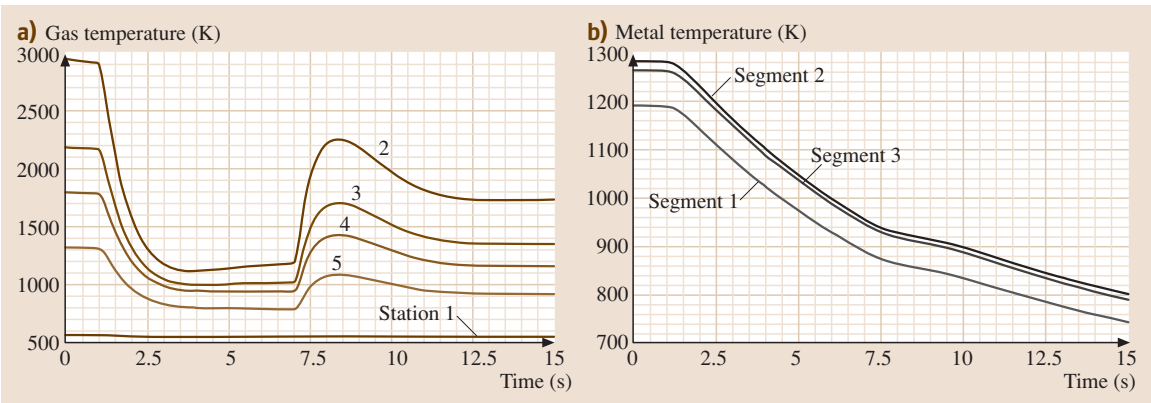 a) Gas temperature (K)
3000
2500
2000
1500
1000
500
2
3
4
5
Station 1
0 2.5 5 7.5 10 12.5 15
Time (s)
b) Metal temperature (K)
1300
1200
1100
1000
900
800
700
Segment 2
Segment 3
Segment 1
0 2.5 5 7.5 10 12.5 15
Time (s)